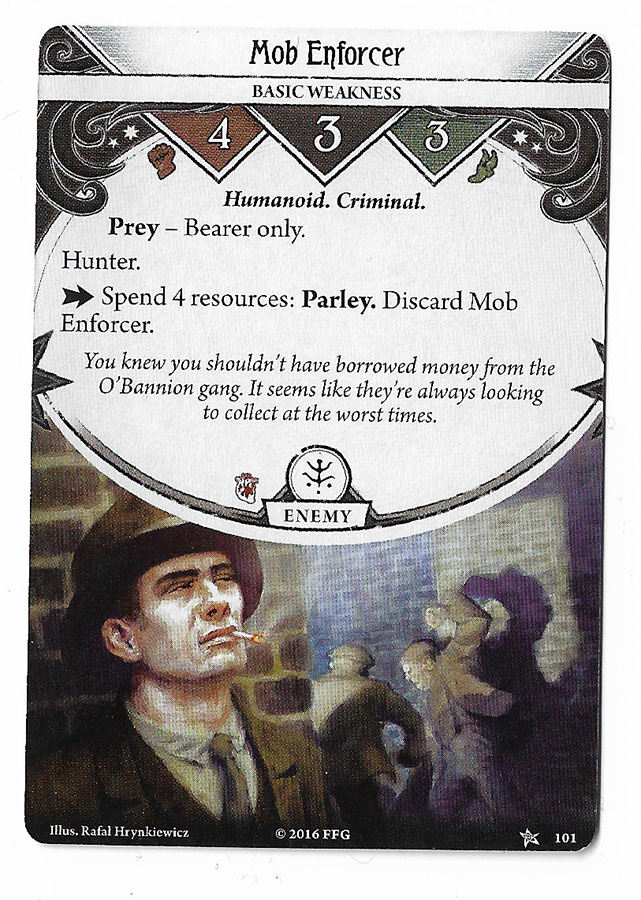 Mob Enforcer
BASIC WEAKNESS
4 3 3
Humanoid. Criminal.
Prey – Bearer only.
Hunter.
Spend 4 resources: Parley. Discard Mob
Enforcer.
You knew you shouldn't have borrowed money from the
O'Bannion gang. It seems like they're always looking
to collect at the worst times.
ENEMY
Illus. Rafał Hrynkiewicz © 2016 FFG 101